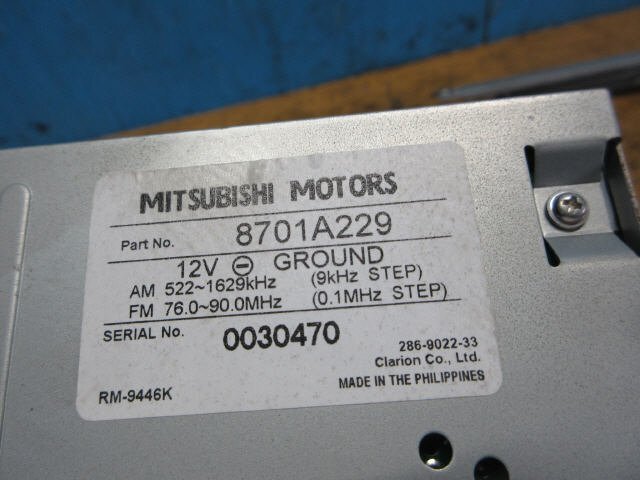 MITSUBISHI MOTORS
Part No. 8701A229
12V ⊖ GROUND
AM 522~1629kHz (9kHz STEP)
FM 76.0~90.0MHz (0.1MHz STEP)
SERIAL No. 0030470
286-9022-33
Clarion Co., Ltd.
RM-9446K MADE IN THE PHILIPPINES